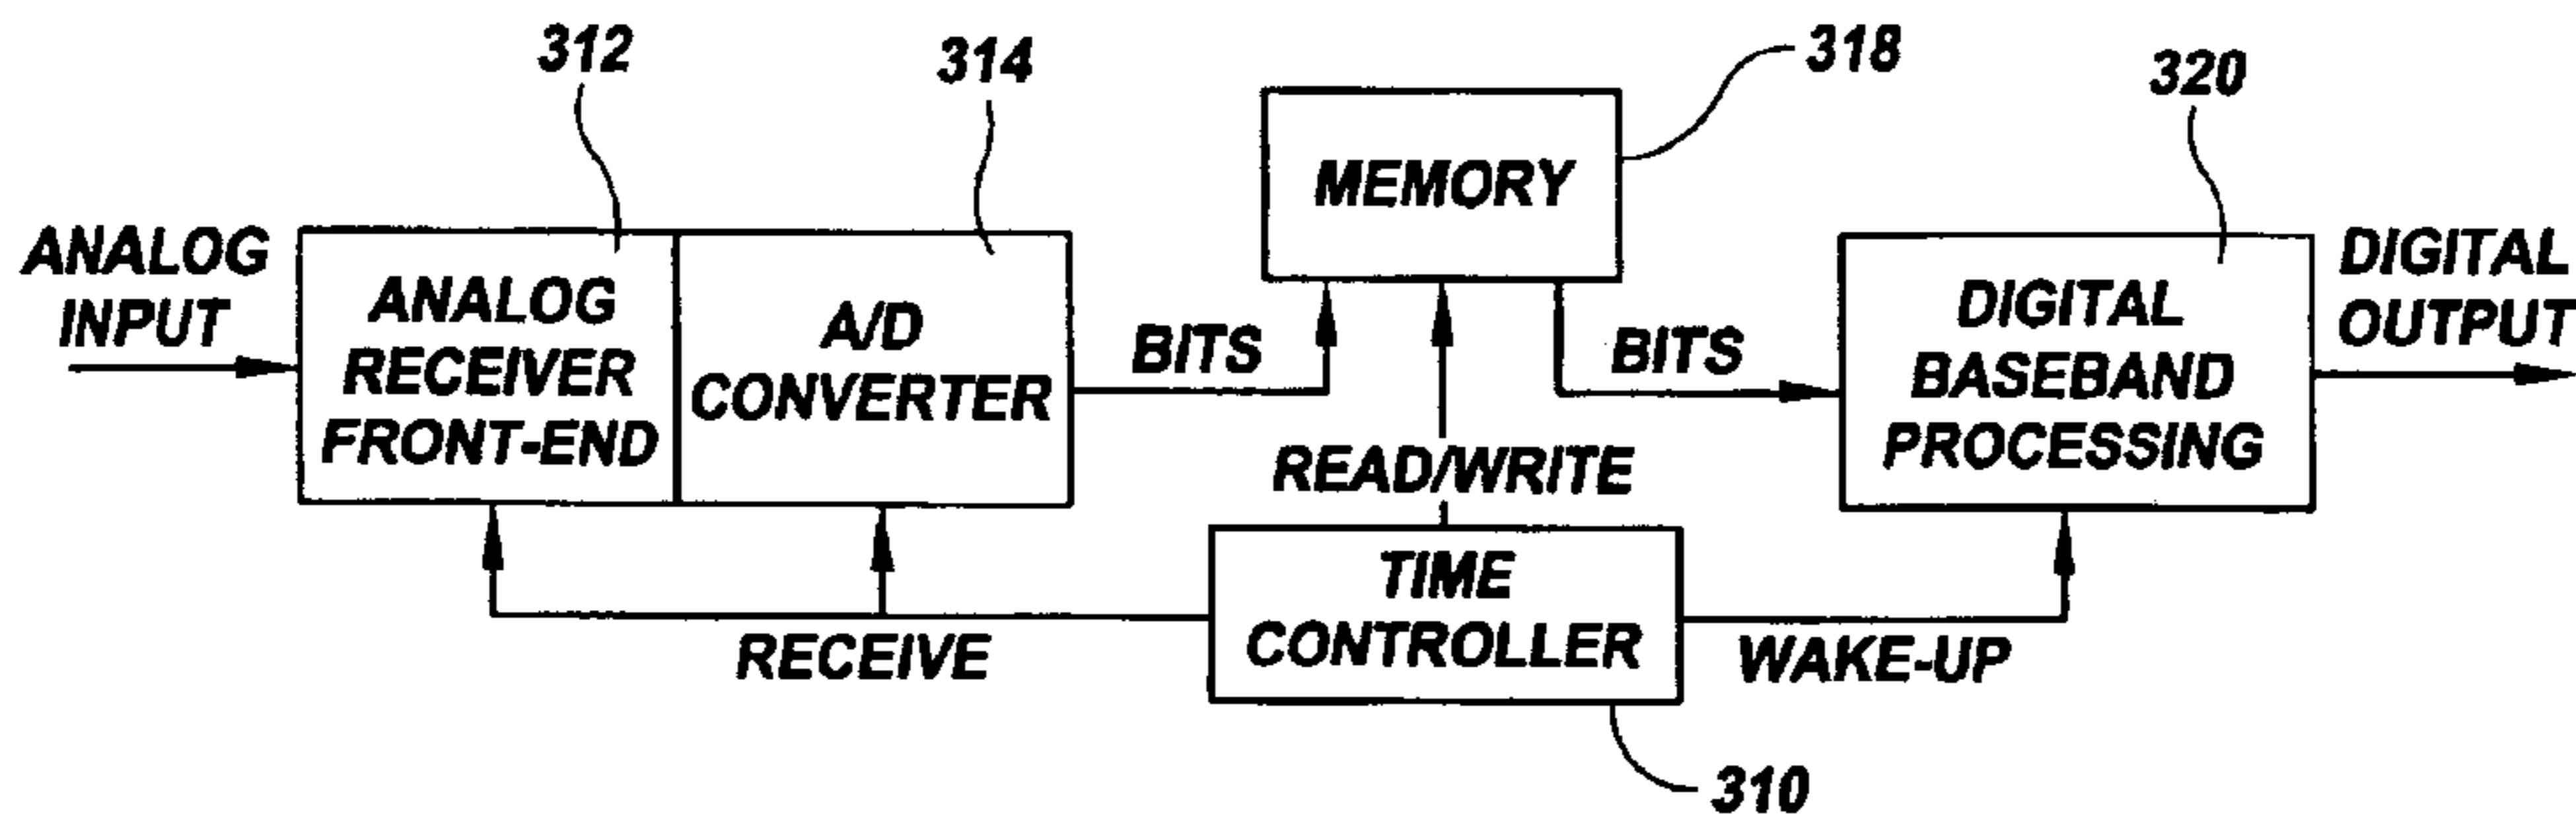 312
314
318
320
MEMORY
ANALOG
INPUT
ANALOG
RECEIVER
FRONT-END
A/D
CONVERTER
BITS
BITS
DIGITAL
BASEBAND
PROCESSING
DIGITAL
OUTPUT
READ/WRITE
TIME
CONTROLLER
RECEIVE
WAKE-UP
310